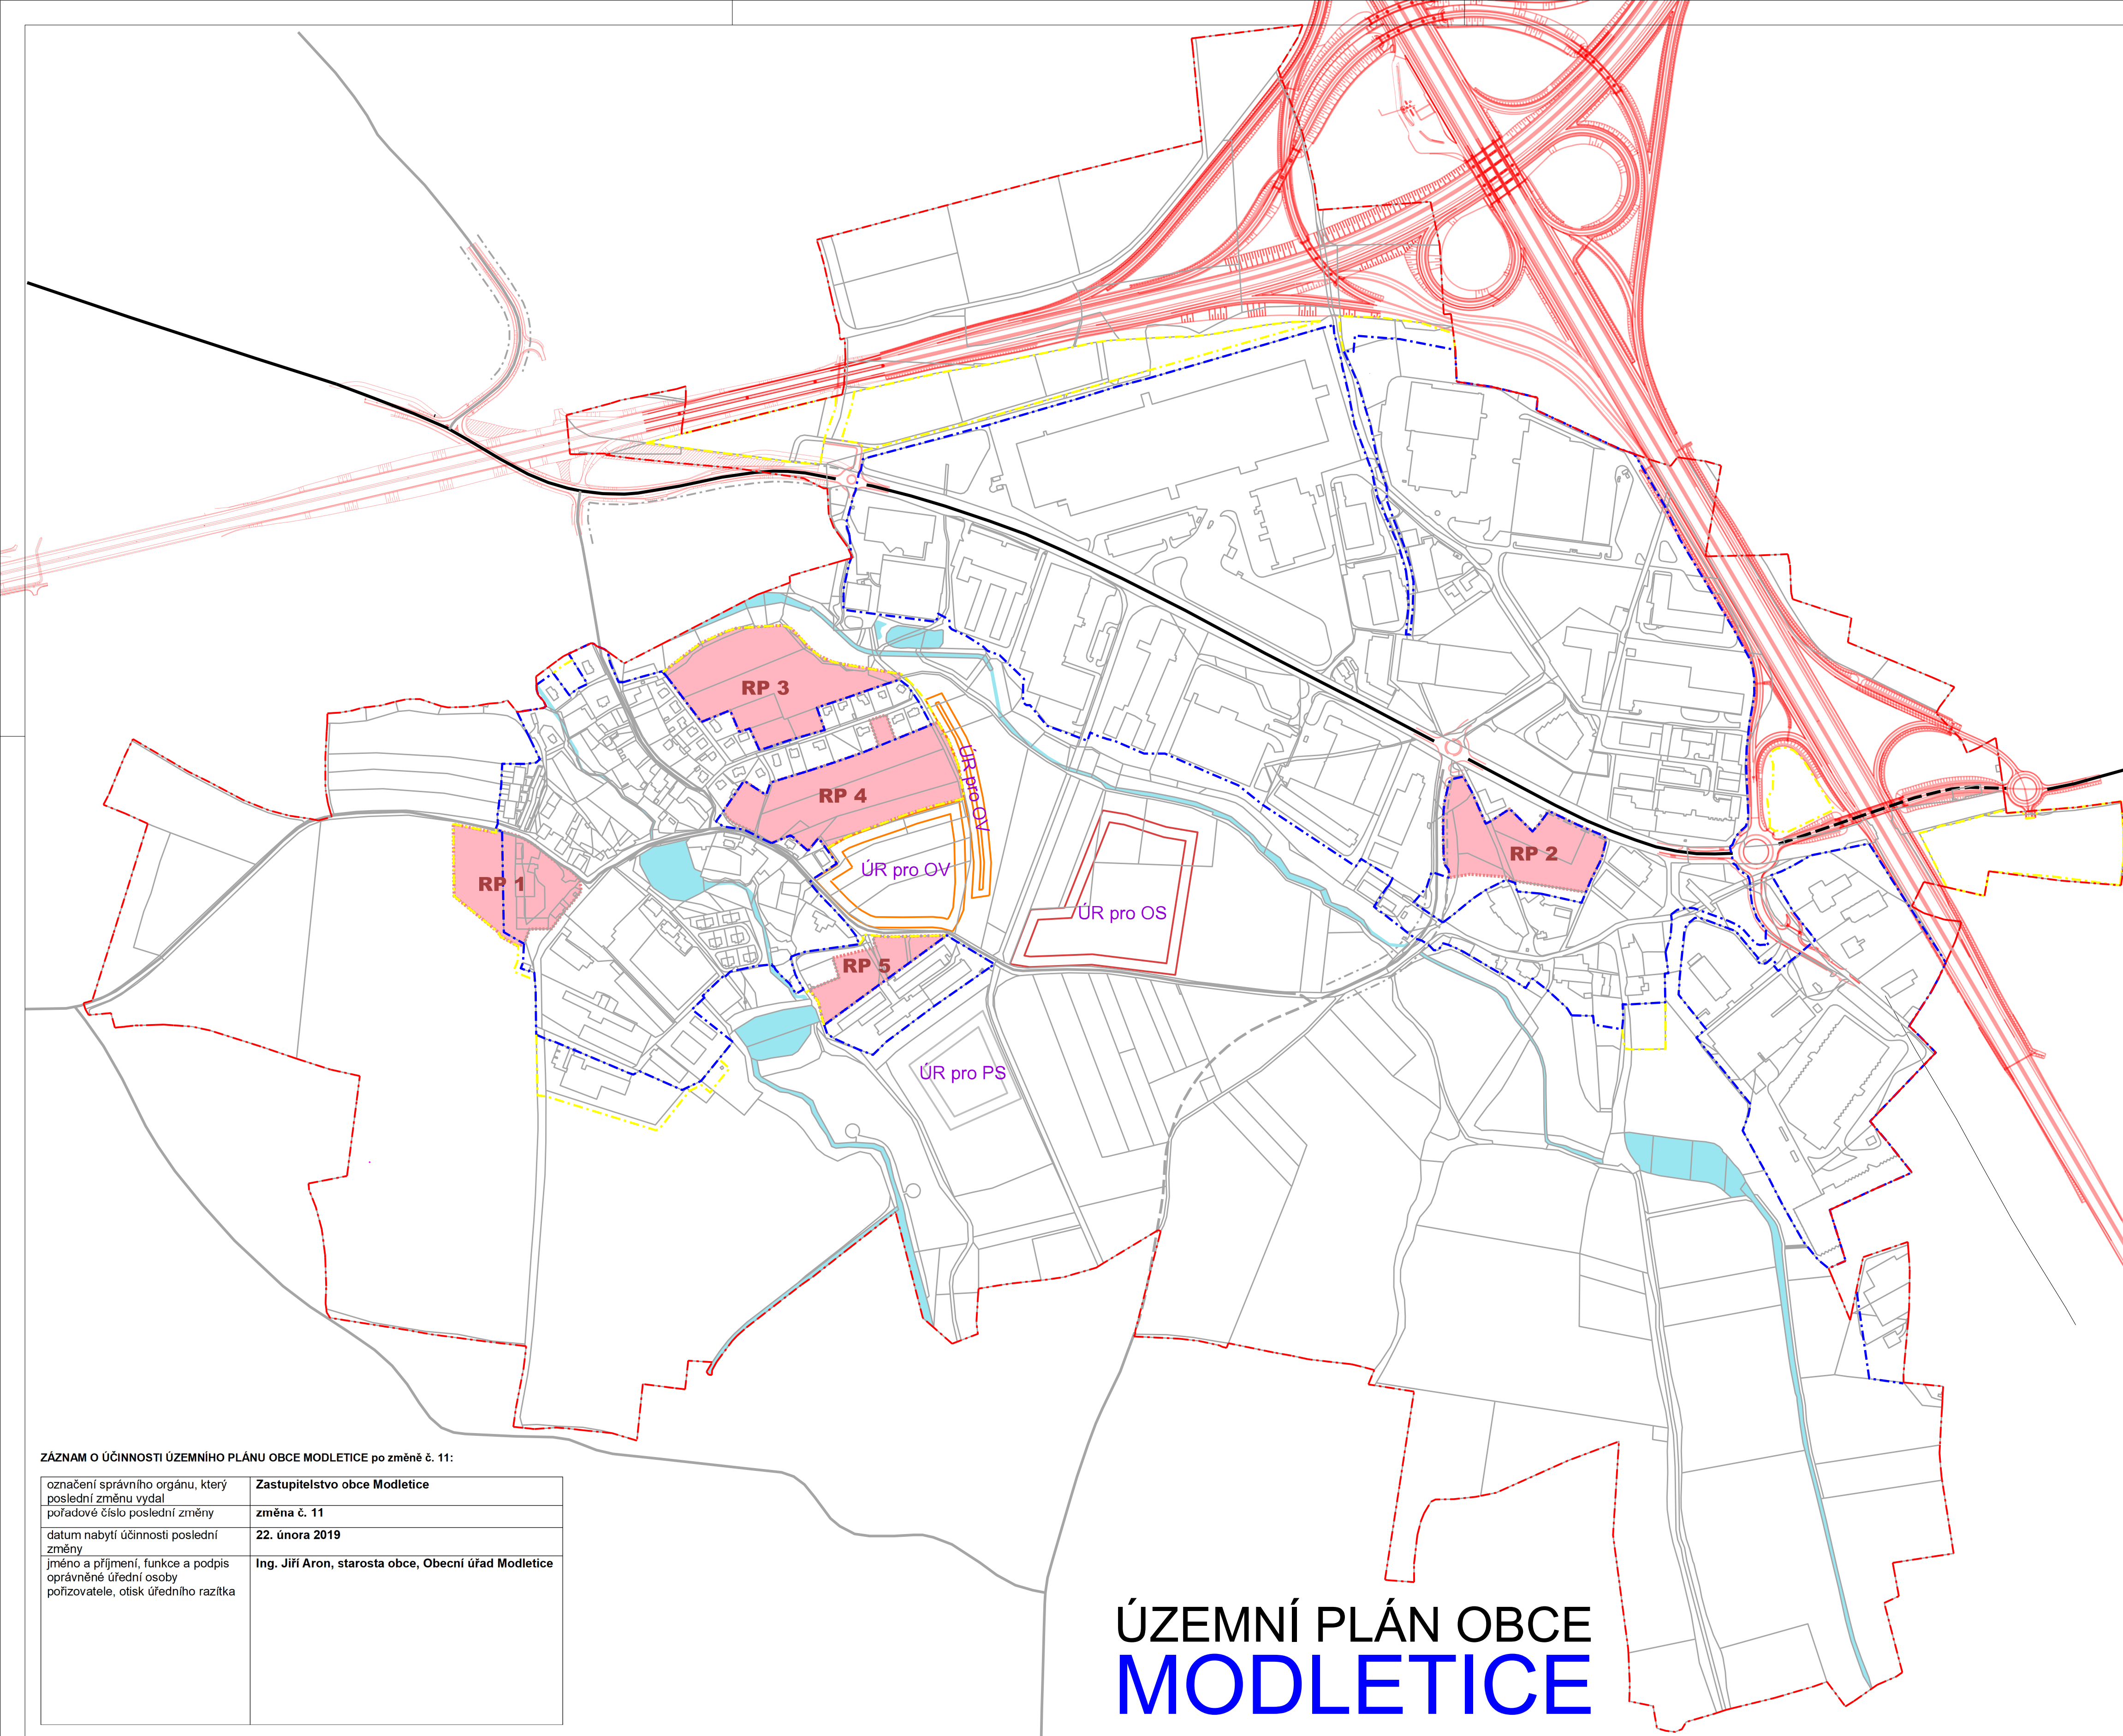 RP 3
RP 4
ÚR pro OV
RP 2
RP 1
ÚR pro OV
ÚR pro OS
RP 5
ÚR pro PS
ZÁZNAM O ÚČINNOSTI ÚZEMNÍHO PLÁNU OBCE MODLETICE po změně č. 11:
označení správního orgánu, který
poslední změnu vydal
Zastupitelstvo obce Modletice
pořadové číslo poslední změny
změna č. 11
datum nabytí účinnosti poslední
změny
22. února 2019
jméno a příjmení, funkce a podpis
oprávněné úřední osoby
pořizovatele, otisk úředního razítka
Ing. Jiří Aron, starosta obce, Obecní úřad Modletice
ÚZEMNÍ PLÁN OBCE
MODLETICE